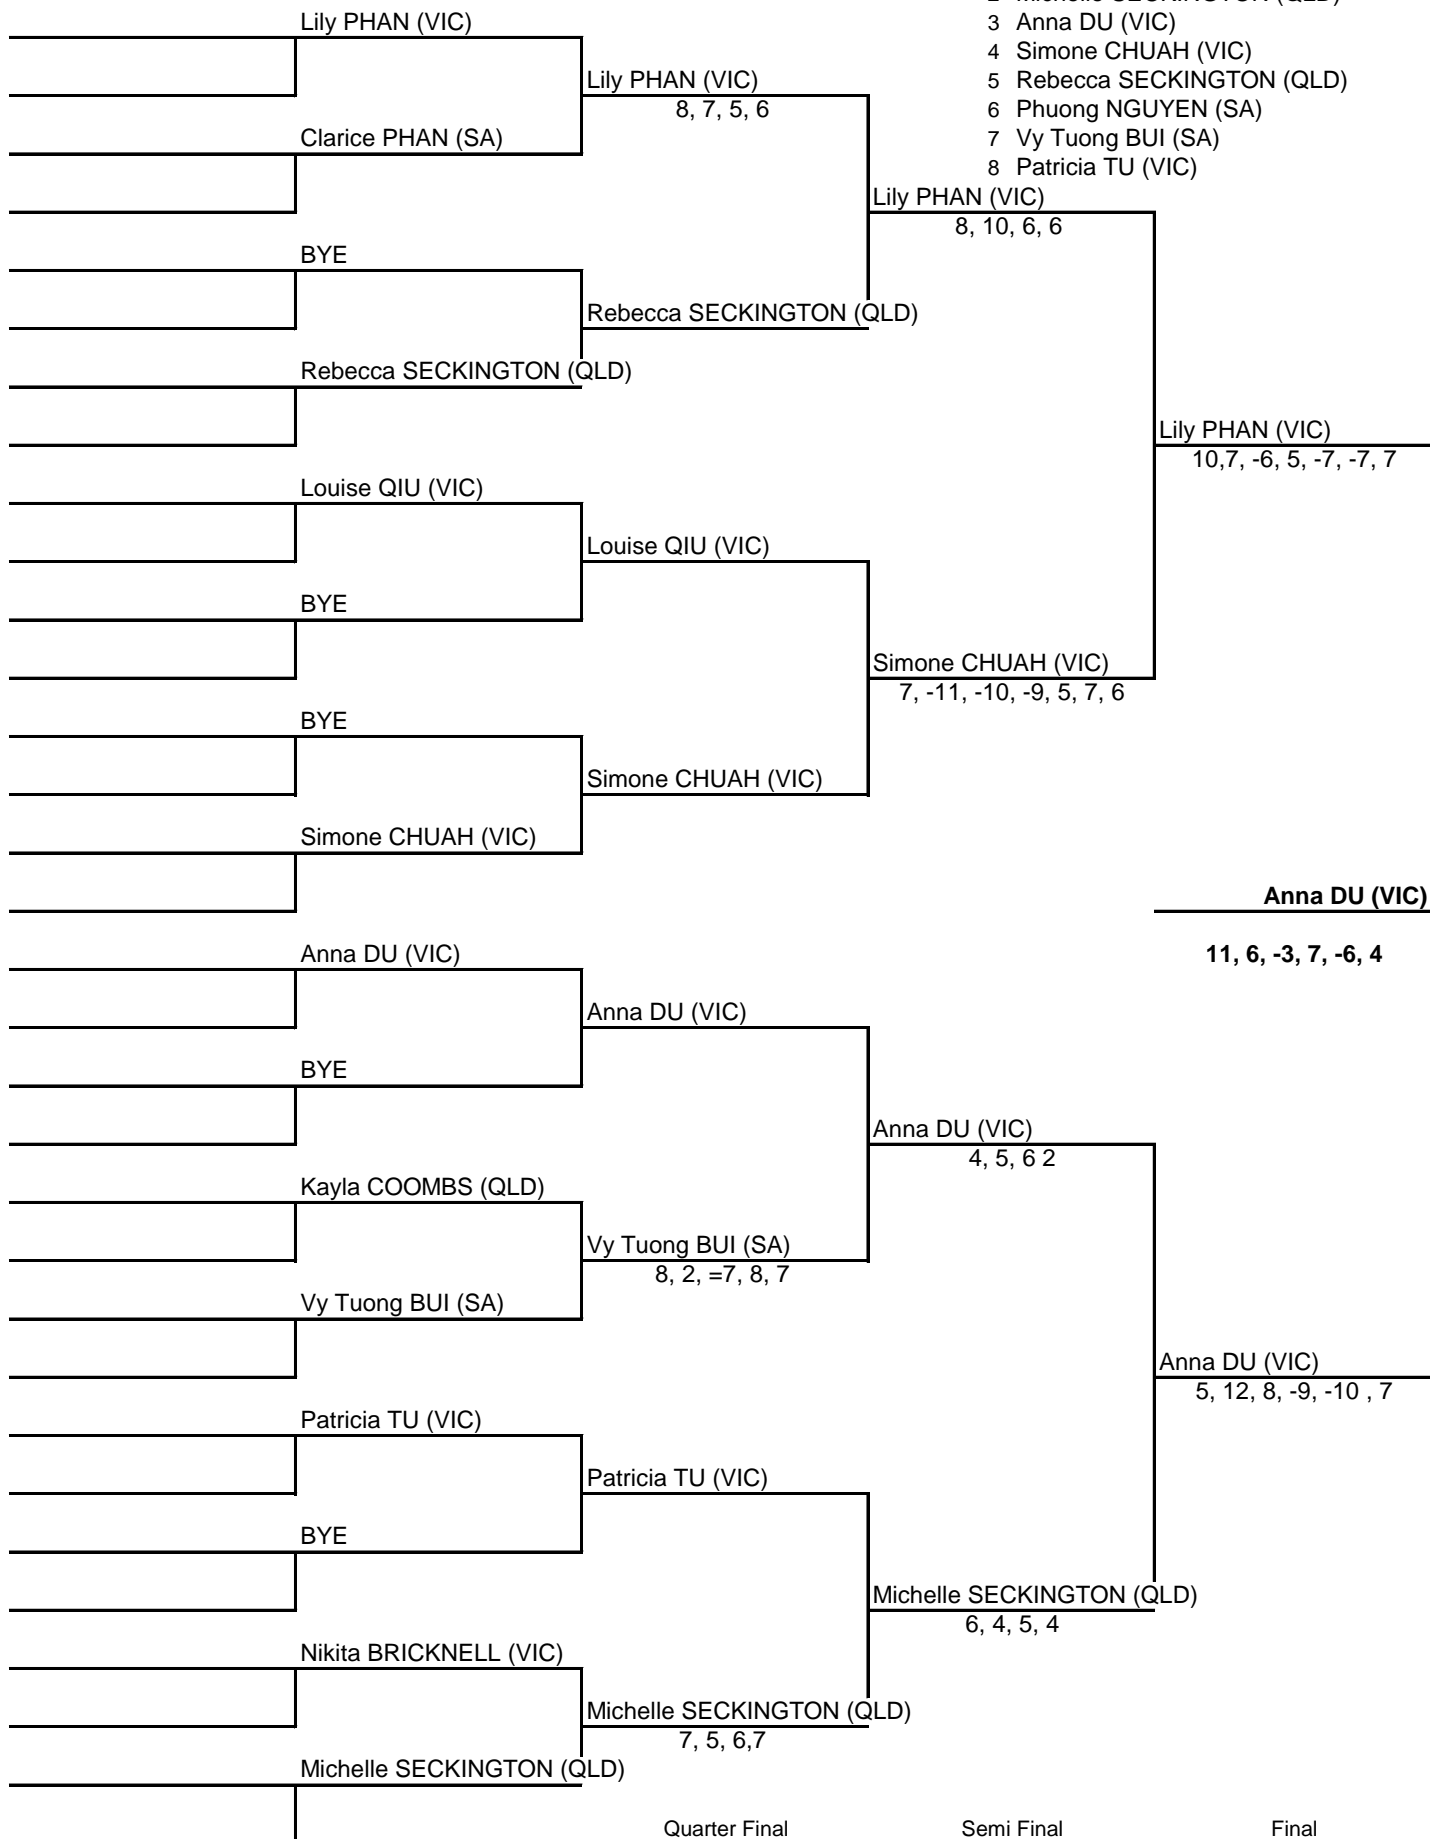 2 Michelle SECKINGTON (QLD)
3 Anna DU (VIC)
4 Simone CHUAH (VIC)
5 Rebecca SECKINGTON (QLD)
6 Phuong NGUYEN (SA)
7 Vy Tuong BUI (SA)
8 Patricia TU (VIC)
Lily PHAN (VIC)
Lily PHAN (VIC)
8, 7, 5, 6
Clarice PHAN (SA)
Lily PHAN (VIC)
8, 10, 6, 6
BYE
Rebecca SECKINGTON (QLD)
Rebecca SECKINGTON (QLD)
Lily PHAN (VIC)
10,7, -6, 5, -7, -7, 7
Louise QIU (VIC)
Louise QIU (VIC)
BYE
Simone CHUAH (VIC)
7, -11, -10, -9, 5, 7, 6
BYE
Simone CHUAH (VIC)
Simone CHUAH (VIC)
Anna DU (VIC)
11, 6, -3, 7, -6, 4
Anna DU (VIC)
Anna DU (VIC)
BYE
Anna DU (VIC)
4, 5, 6 2
Kayla COOMBS (QLD)
Vy Tuong BUI (SA)
8, 2, =7, 8, 7
Vy Tuong BUI (SA)
Anna DU (VIC)
5, 12, 8, -9, -10 , 7
Patricia TU (VIC)
Patricia TU (VIC)
BYE
Michelle SECKINGTON (QLD)
6, 4, 5, 4
Nikita BRICKNELL (VIC)
Michelle SECKINGTON (QLD)
7, 5, 6,7
Michelle SECKINGTON (QLD)
Quarter Final Semi Final Final